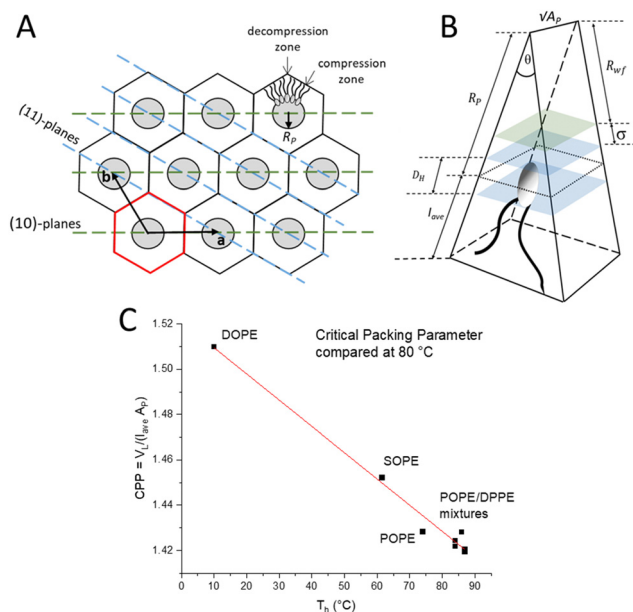 A
decompression
zone
compression
zone
(11)-planes
R_P
b
(10)-planes
a
B
√A_P
θ
R_wf
R_P
σ
D_H
l_ave
C
Critical Packing Parameter
compared at 80 °C
DOPE
SOPE
POPE/DPPE
mixtures
POPE
CPP = V_L/(l_ave A_P)
1.52
1.50
1.48
1.46
1.44
1.42
0 10 20 30 40 50 60 70 80 90 100
T_h (°C)